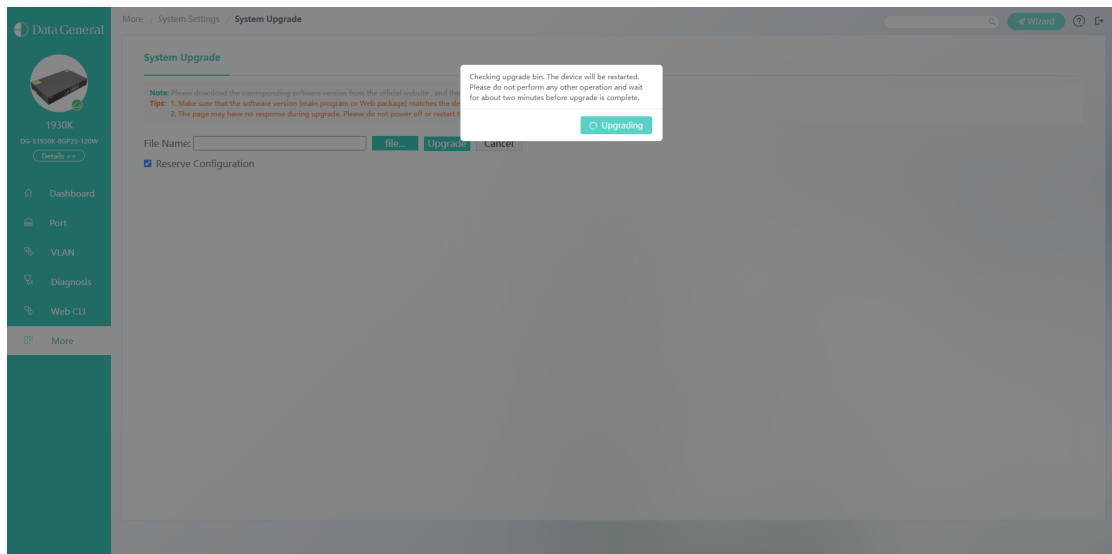 Data General
More / System Settings / System Upgrade
Wizard
?
System Upgrade
Note: Please download the corresponding software version from the official website , and the
Tips: 1. Make sure that the software version (main program or Web package) matches the de
2. The page may have no response during upgrade. Please do not power off or restart t
Checking upgrade bin. The device will be restarted.
Please do not perform any other operation and wait
for about two minutes before upgrade is complete.
Upgrading
File Name:
file...
Upgrade
Cancel
Reserve Configuration
1930K
DG-S1930K-8GP2S-120W
Details >>
Dashboard
Port
VLAN
Diagnosis
Web CLI
More